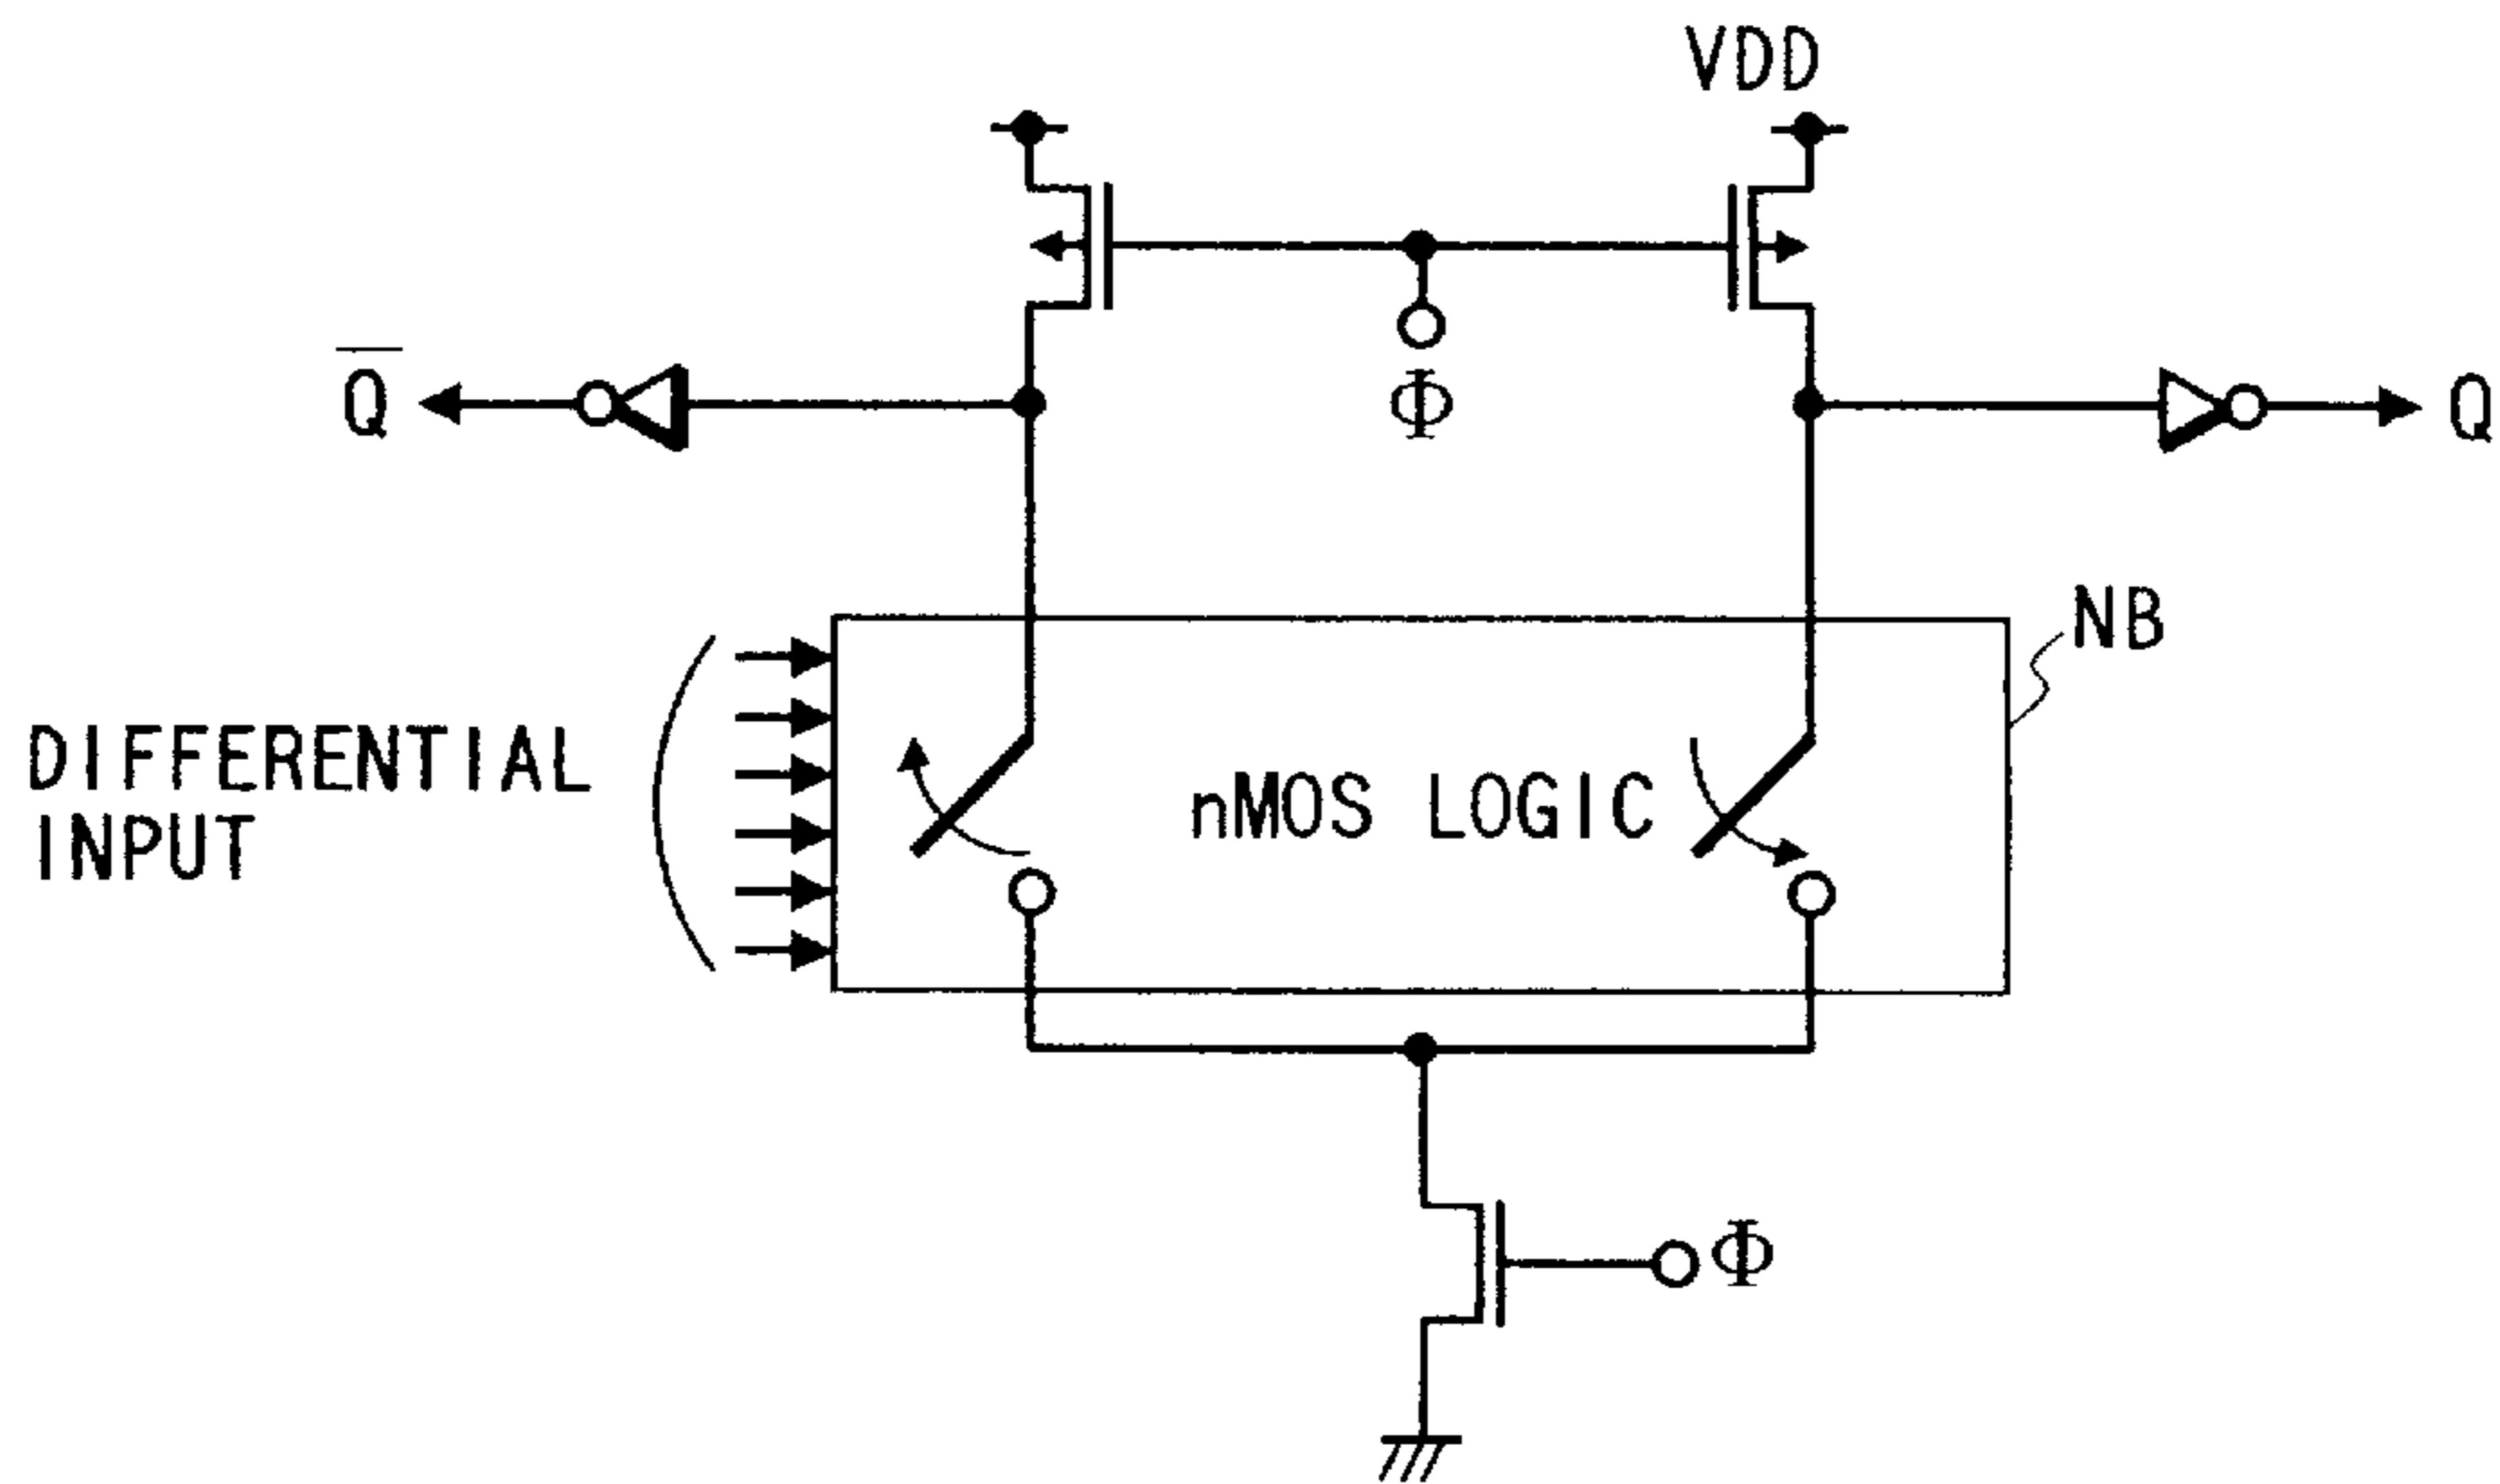 VDD
Q̅
Φ
Q
NB
DIFFERENTIAL
INPUT
nMOS LOGIC
Φ